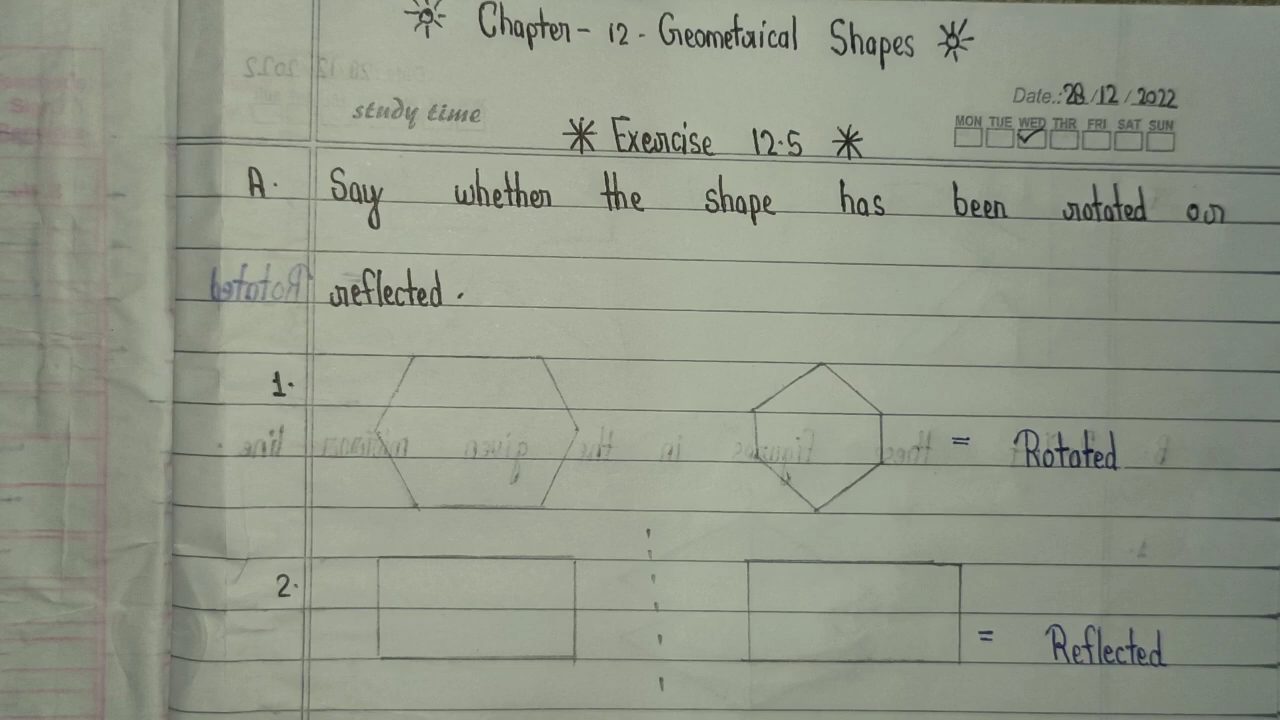 Chapter - 12 - Geometrical Shapes
Date.: 28/12/2022
study time
MON TUE WED THR FRI SAT SUN
* Exercise 12.5 *
A. Say whether the shape has been rotated or
reflected.
1.
= Rotated
2.
= Reflected